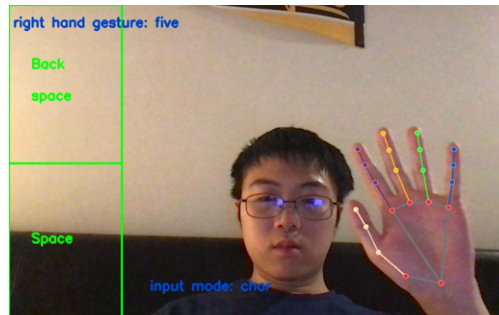 right hand gesture: five
Back
space
Space
input mode: char